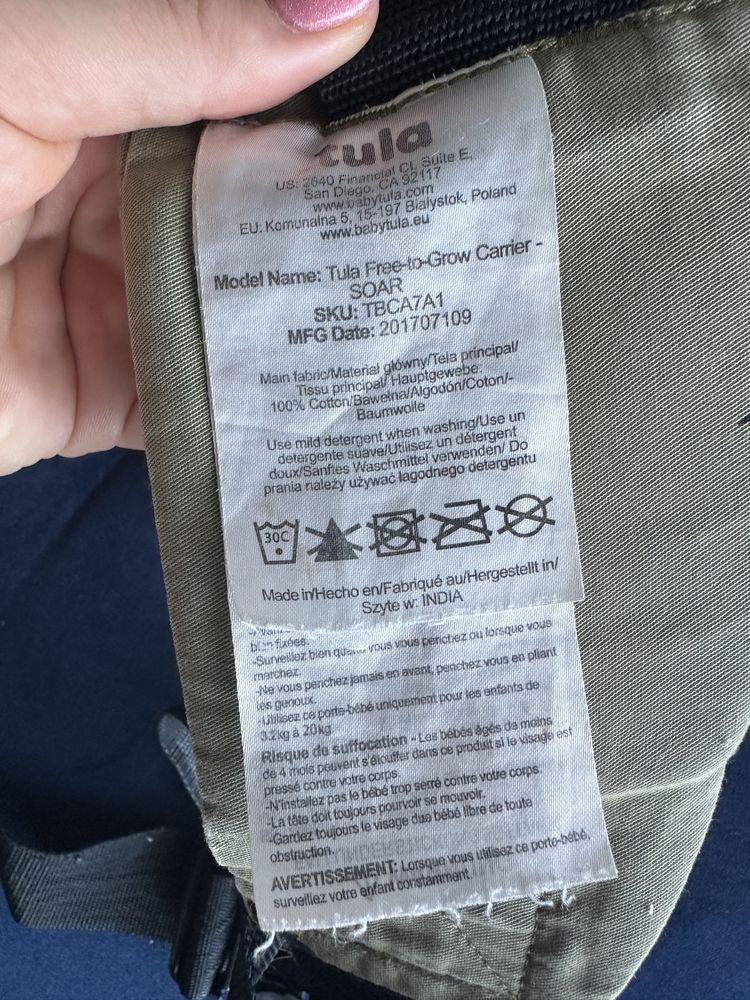 tula
US: 2640 Financial Ct. Suite E,
San Diego, CA 92117
www.babytula.com
EU: Komunalna 5, 15-197 Bialystok, Poland
www.babytula.eu
Model Name: Tula Free-to-Grow Carrier -
SOAR
SKU: TBCA7A1
MFG Date: 201707109
Main fabric/Materiał główny/Tela principal/
Tissu principal/ Hauptgewebe:
100% Cotton/Bawełna/Algodón/Coton/-
Baumwolle
Use mild detergent when washing/Use un
detergente suave/Utilisez un détergent
doux/Sanftes Waschmittel verwenden/ Do
prania należy używać łagodnego detergentu
30C
Made in/Hecho en/Fabriqué au/Hergestellt in/
Szyte w: INDIA
fixées.
-Surveillez bien quand vous vous penchez ou lorsque vous
marchez.
-Ne vous penchez jamais en avant, penchez vous en pliant
les genoux.
-Utilisez ce porte-bébé uniquement pour les enfants de
3.2kg à 20kg.
Risque de suffocation - Les bébés âgés de moins
de 4 mois peuvent s'étouffer dans ce produit si le visage est
pressé contre votre corps.
-N'installez pas le bébé trop serré contre votre corps.
-La tête doit toujours pourvoir se mouvoir.
-Gardez toujours le visage due bébé libre de toute
obstruction.
AVERTISSEMENT: Lorsque vous utilisez ce porte-bébé,
surveillez votre enfant constamment.